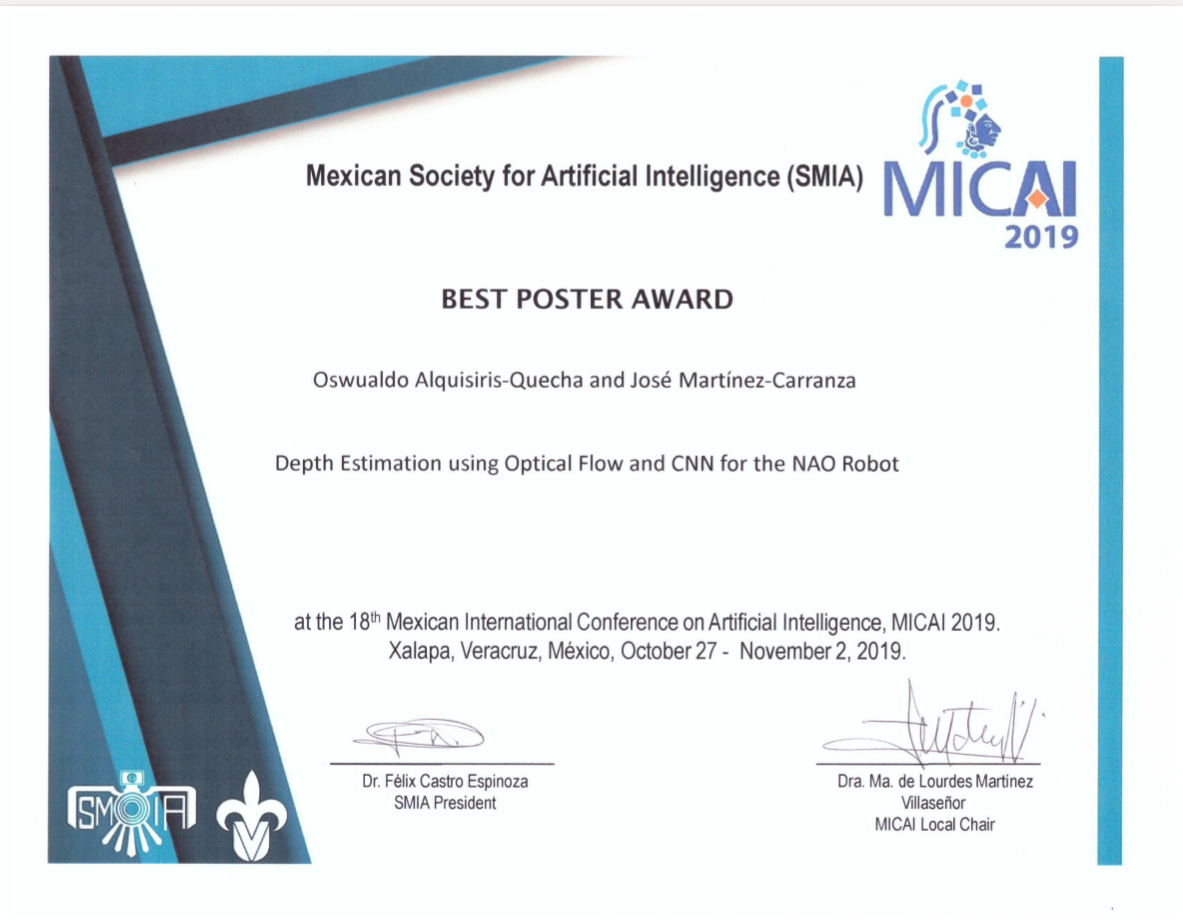 Mexican Society for Artificial Intelligence (SMIA)
MICAI
2019
BEST POSTER AWARD
Oswualdo Alquisiris-Quecha and José Martínez-Carranza
Depth Estimation using Optical Flow and CNN for the NAO Robot
at the 18th Mexican International Conference on Artificial Intelligence, MICAI 2019.
Xalapa, Veracruz, México, October 27 - November 2, 2019.
Dr. Félix Castro Espinoza
SMIA President
Dra. Ma. de Lourdes Martínez
Villaseñor
MICAI Local Chair
SMIA